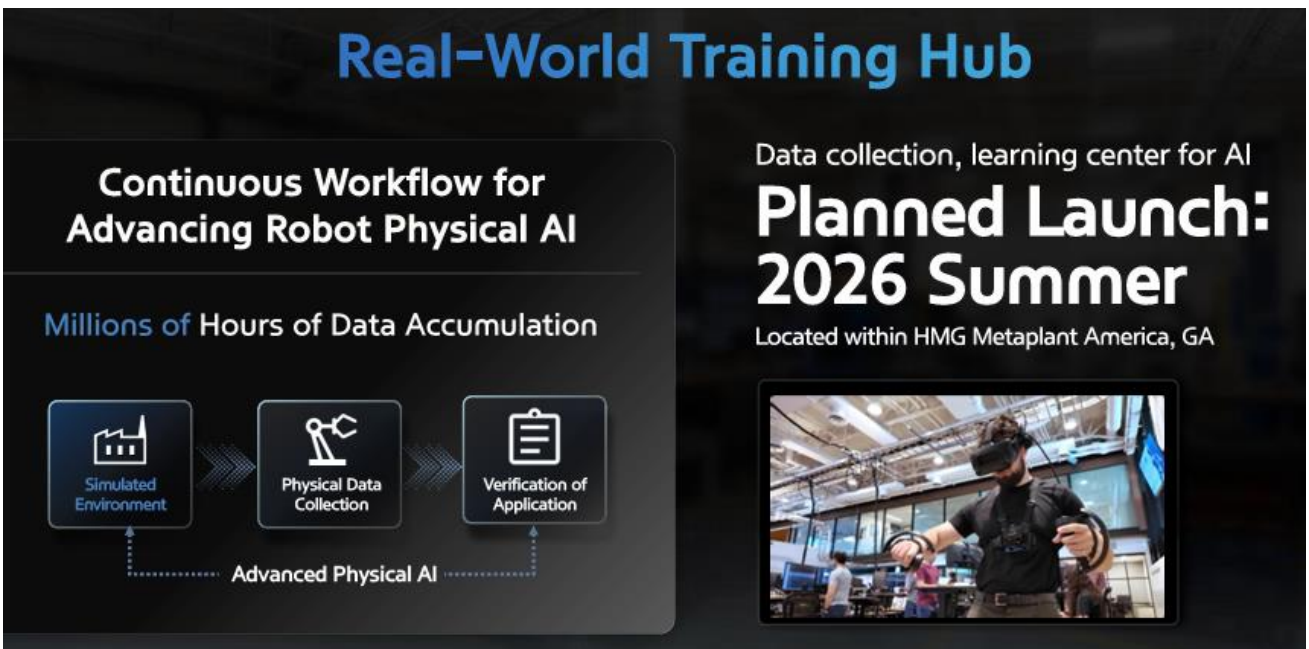 Real-World Training Hub
Continuous Workflow for
Advancing Robot Physical AI
Millions of Hours of Data Accumulation
Simulated
Environment
Physical Data
Collection
Verification of
Application
Advanced Physical AI
Data collection, learning center for AI
Planned Launch:
2026 Summer
Located within HMG Metaplant America, GA